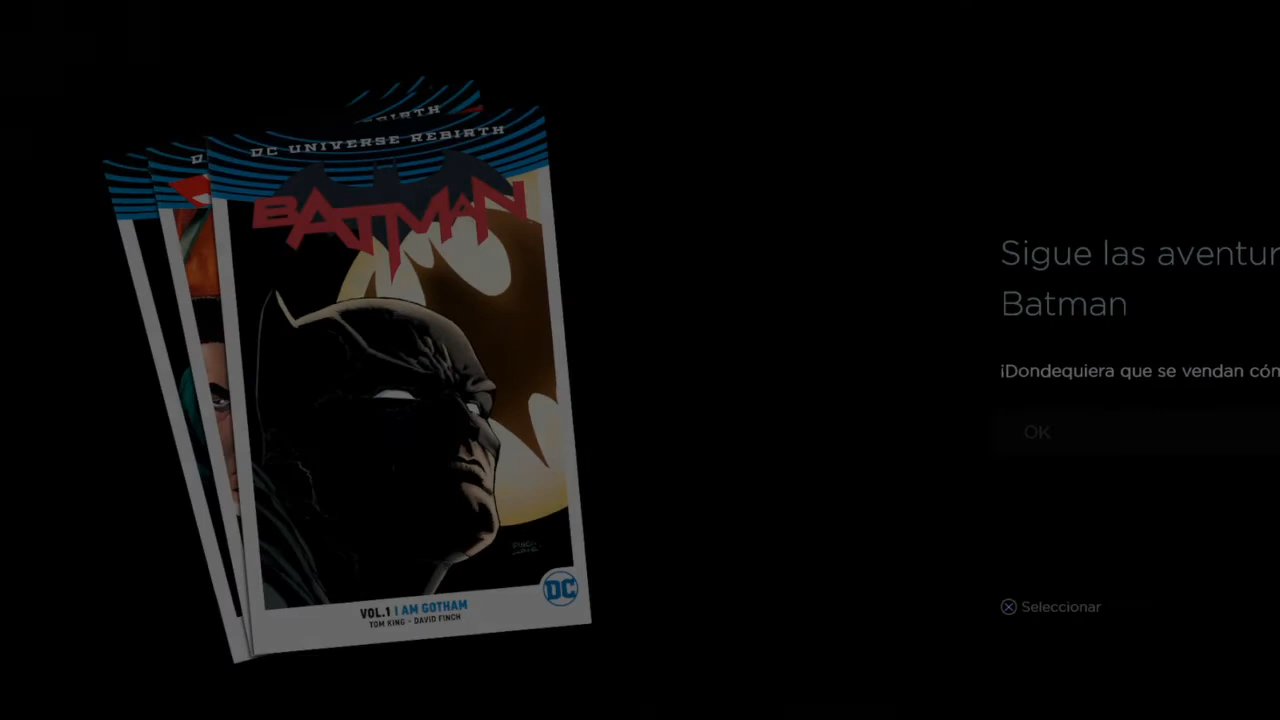 DC UNIVERSE REBIRTH
BATMAN
VOL.1 I AM GOTHAM
TOM KING - DAVID FINCH
DC
Sigue las aventur
Batman
¡Dondequiera que se vendan cóm
OK
Seleccionar